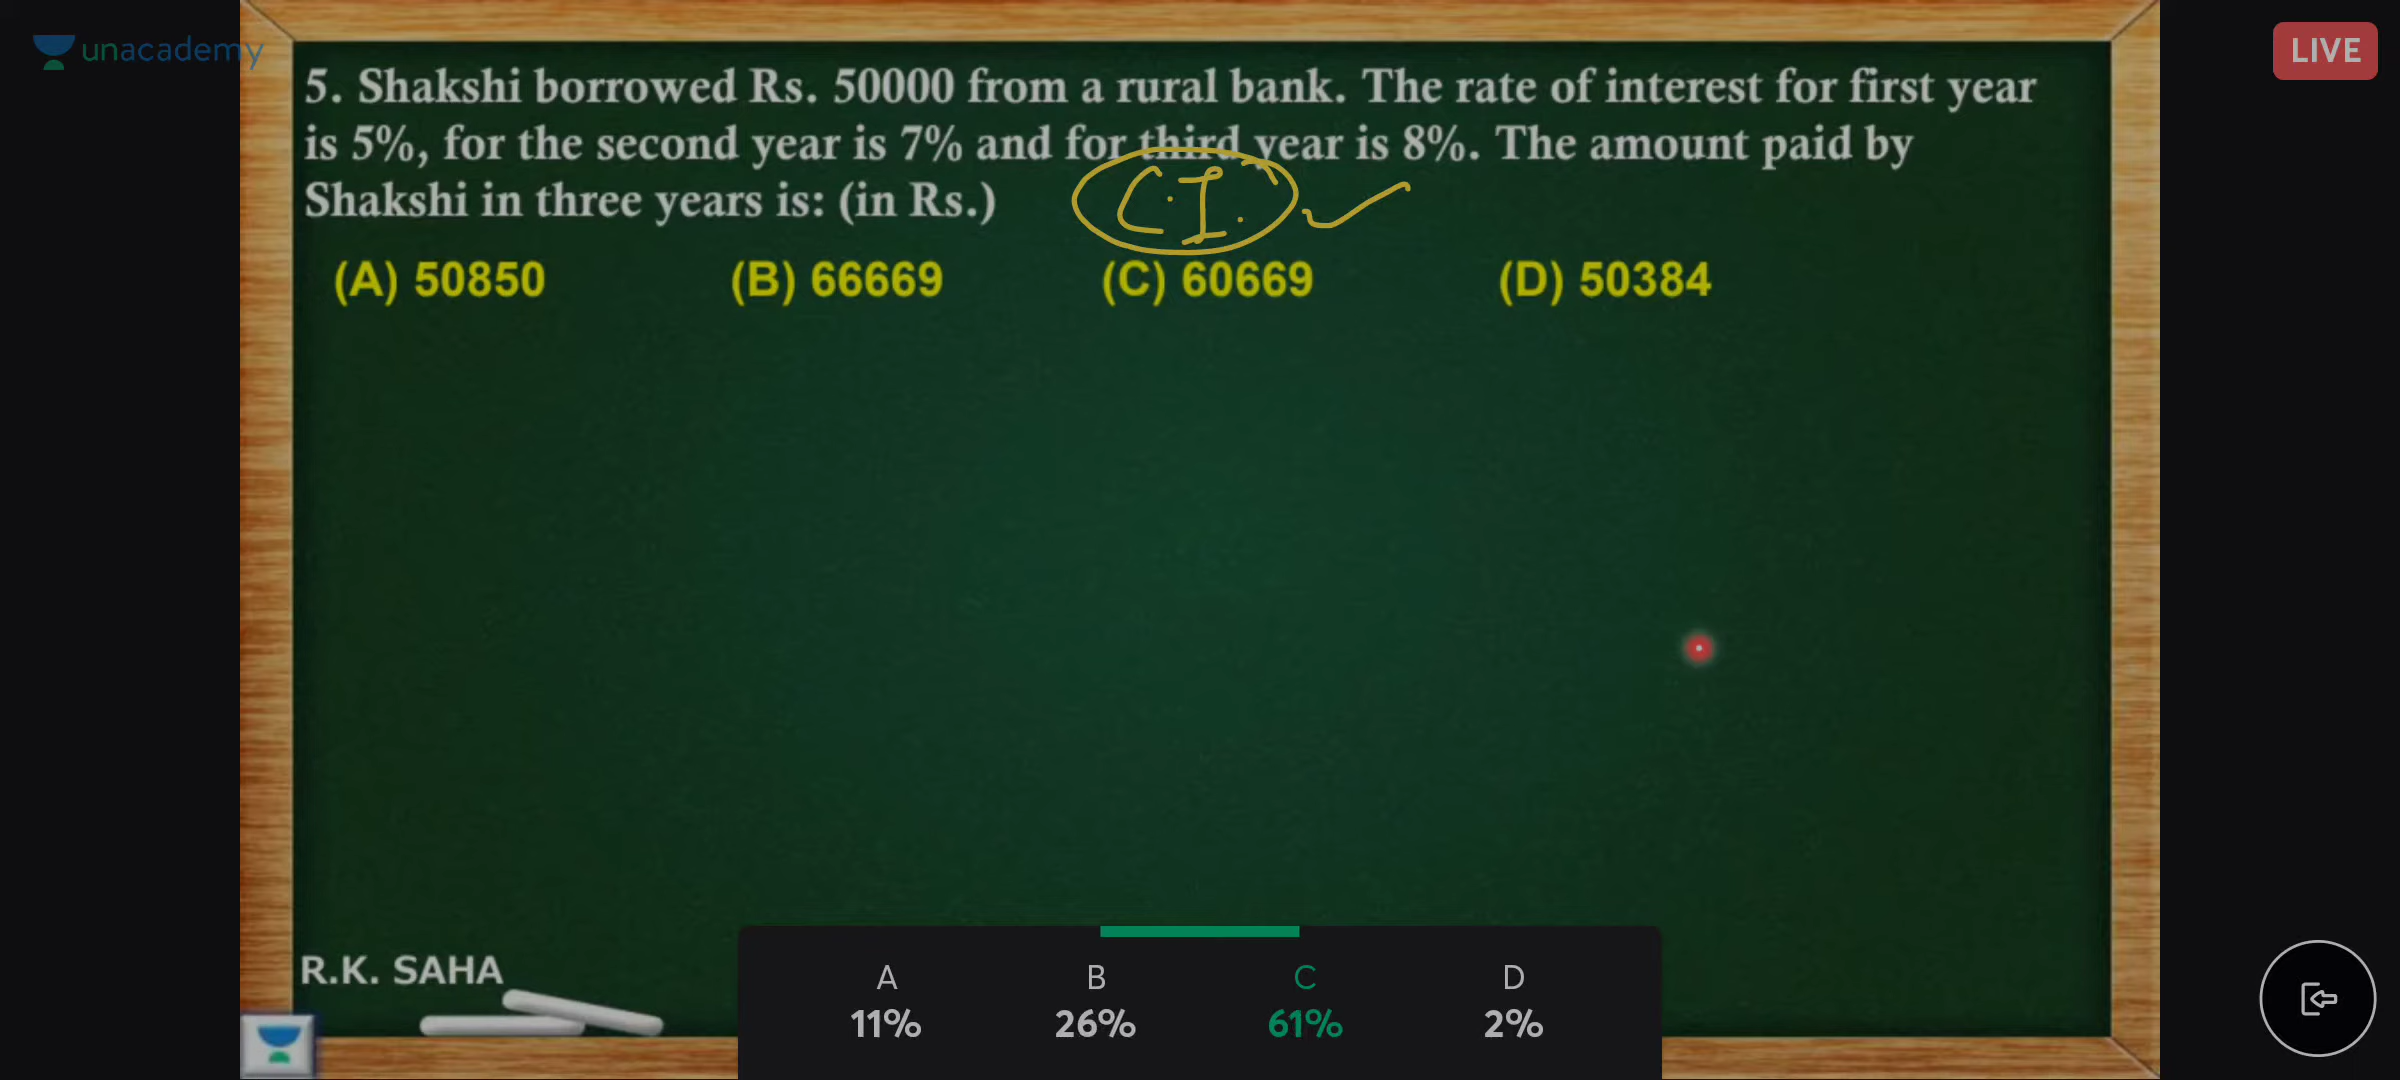 unacademy
LIVE
5. Shakshi borrowed Rs. 50000 from a rural bank. The rate of interest for first year
is 5%, for the second year is 7% and for third year is 8%. The amount paid by
Shakshi in three years is: (in Rs.)
C.I.
(A) 50850 (B) 66669 (C) 60669 (D) 50384
R.K. SAHA
A B C D
11% 26% 61% 2%